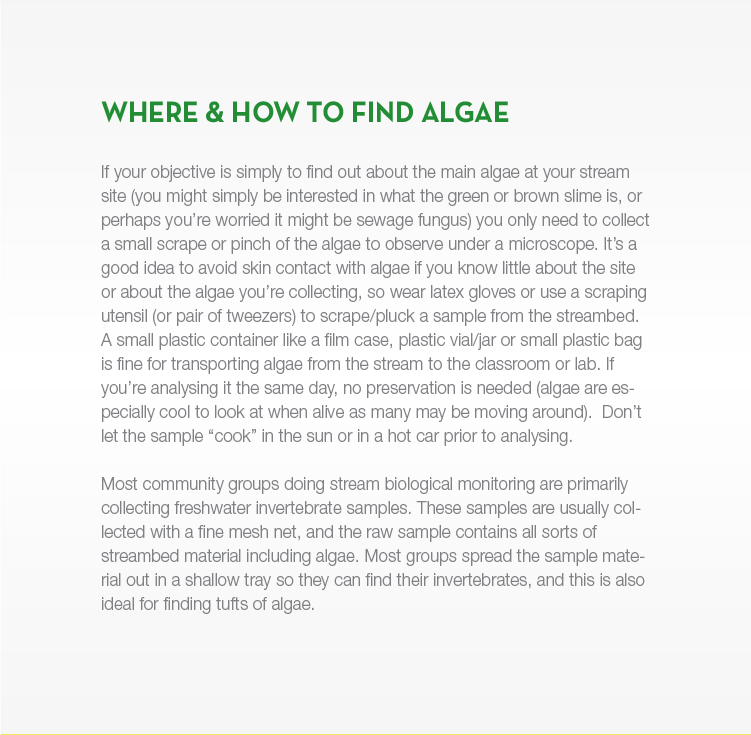 WHERE & HOW TO FIND ALGAE
If your objective is simply to find out about the main algae at your stream
site (you might simply be interested in what the green or brown slime is, or
perhaps you’re worried it might be sewage fungus) you only need to collect
a small scrape or pinch of the algae to observe under a microscope. It’s a
good idea to avoid skin contact with algae if you know little about the site
or about the algae you’re collecting, so wear latex gloves or use a scraping
utensil (or pair of tweezers) to scrape/pluck a sample from the streambed.
A small plastic container like a film case, plastic vial/jar or small plastic bag
is fine for transporting algae from the stream to the classroom or lab. If
you’re analysing it the same day, no preservation is needed (algae are es-
pecially cool to look at when alive as many may be moving around).  Don’t
let the sample “cook” in the sun or in a hot car prior to analysing.
Most community groups doing stream biological monitoring are primarily
collecting freshwater invertebrate samples. These samples are usually col-
lected with a fine mesh net, and the raw sample contains all sorts of
streambed material including algae. Most groups spread the sample mate-
rial out in a shallow tray so they can find their invertebrates, and this is also
ideal for finding tufts of algae.